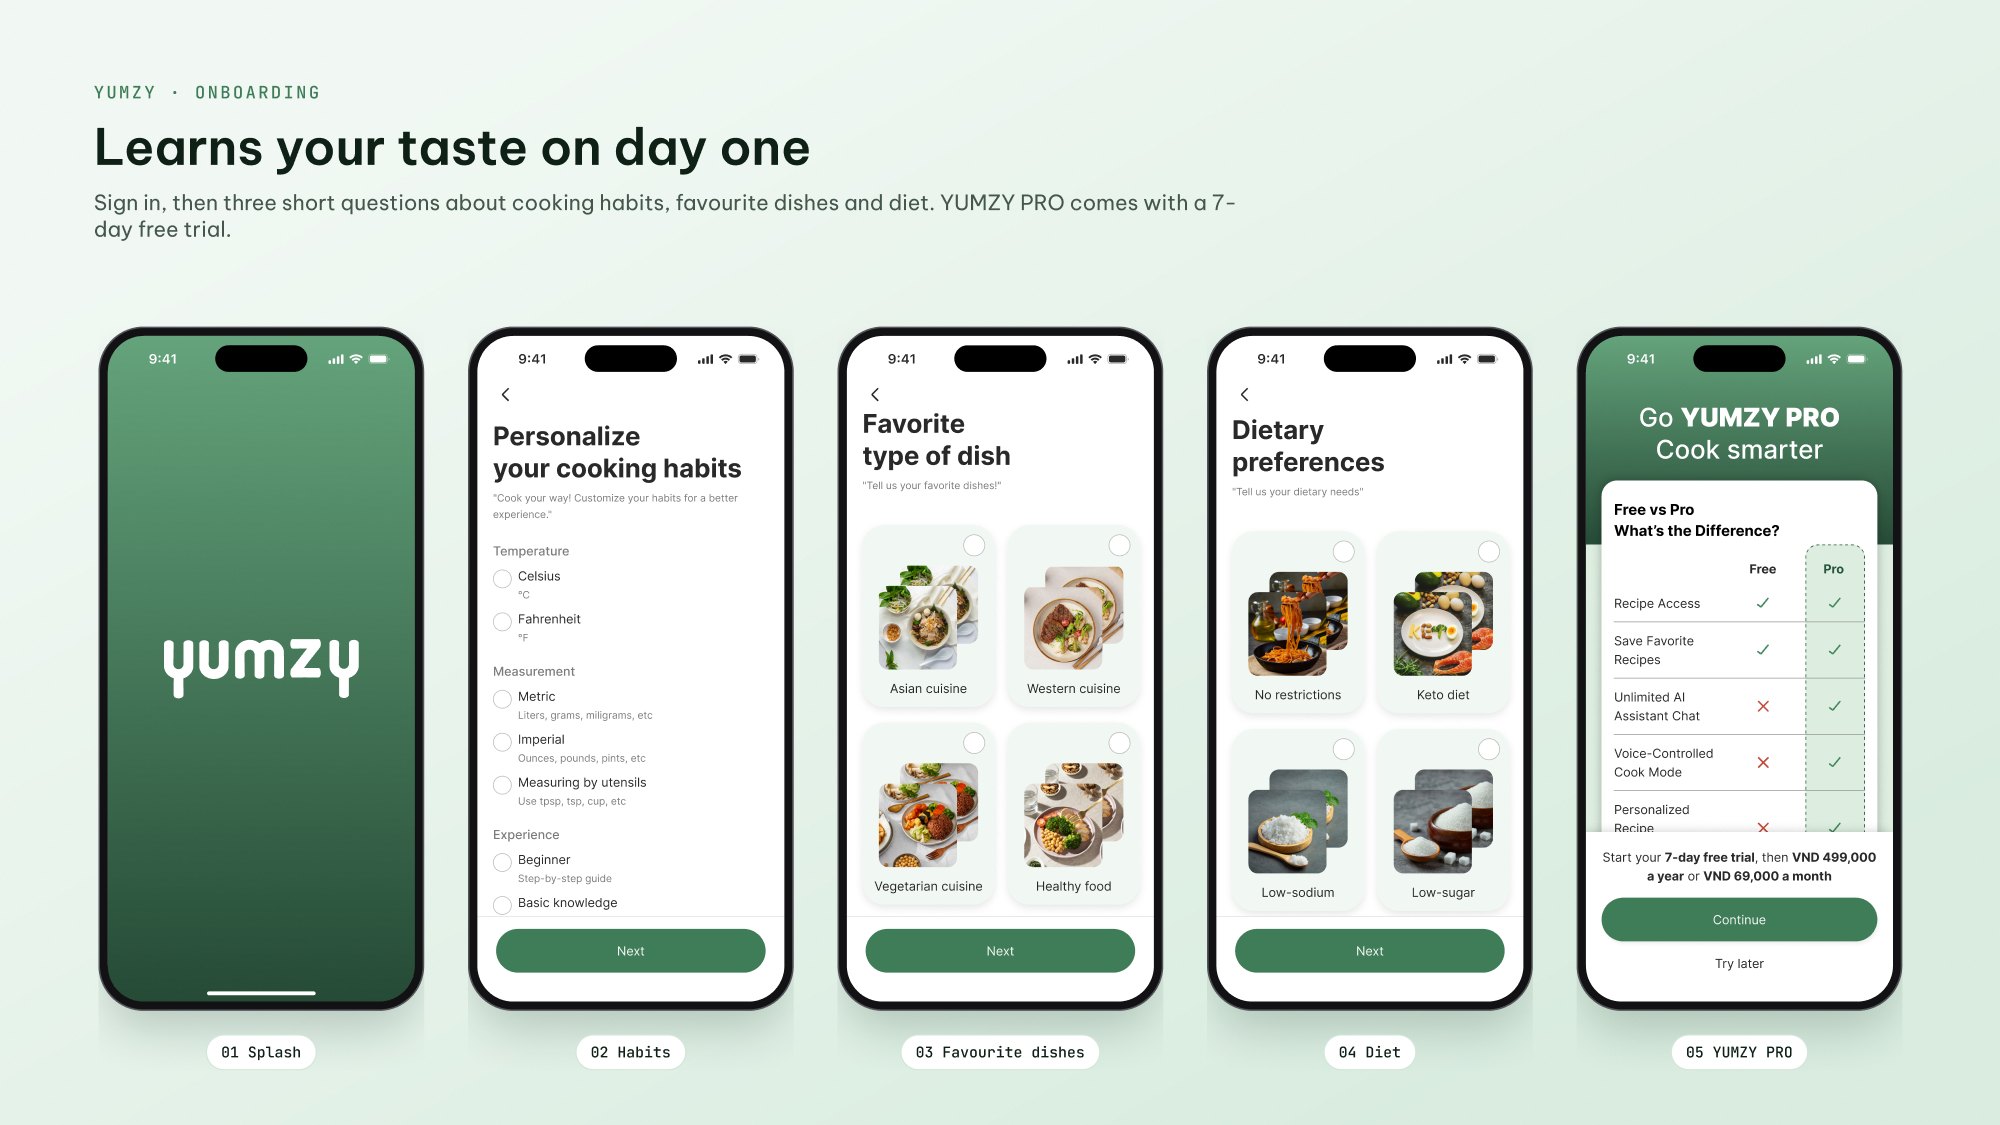 YUMZY · ONBOARDING
Learns your taste on day one
Sign in, then three short questions about cooking habits, favourite dishes and diet. YUMZY PRO comes with a 7-
day free trial.
9:41
yumzy
01 Splash
9:41
Personalize
your cooking habits
"Cook your way! Customize your habits for a better
experience."
Temperature
Celsius
°C
Fahrenheit
°F
Measurement
Metric
Liters, grams, miligrams, etc
Imperial
Ounces, pounds, pints, etc
Measuring by utensils
Use tpsp, tsp, cup, etc
Experience
Beginner
Step-by-step guide
Basic knowledge
Next
02 Habits
9:41
Favorite
type of dish
"Tell us your favorite dishes!"
Asian cuisine
Western cuisine
Vegetarian cuisine
Healthy food
Next
03 Favourite dishes
9:41
Dietary
preferences
"Tell us your dietary needs"
No restrictions
KETO
Keto diet
Low-sodium
Low-sugar
Next
04 Diet
9:41
Go YUMZY PRO
Cook smarter
Free vs Pro
What's the Difference?
Free Pro
Recipe Access
Save Favorite
Recipes
Unlimited AI
Assistant Chat
Voice-Controlled
Cook Mode
Personalized
Recipe
Start your 7-day free trial, then VND 499,000
a year or VND 69,000 a month
Continue
Try later
05 YUMZY PRO